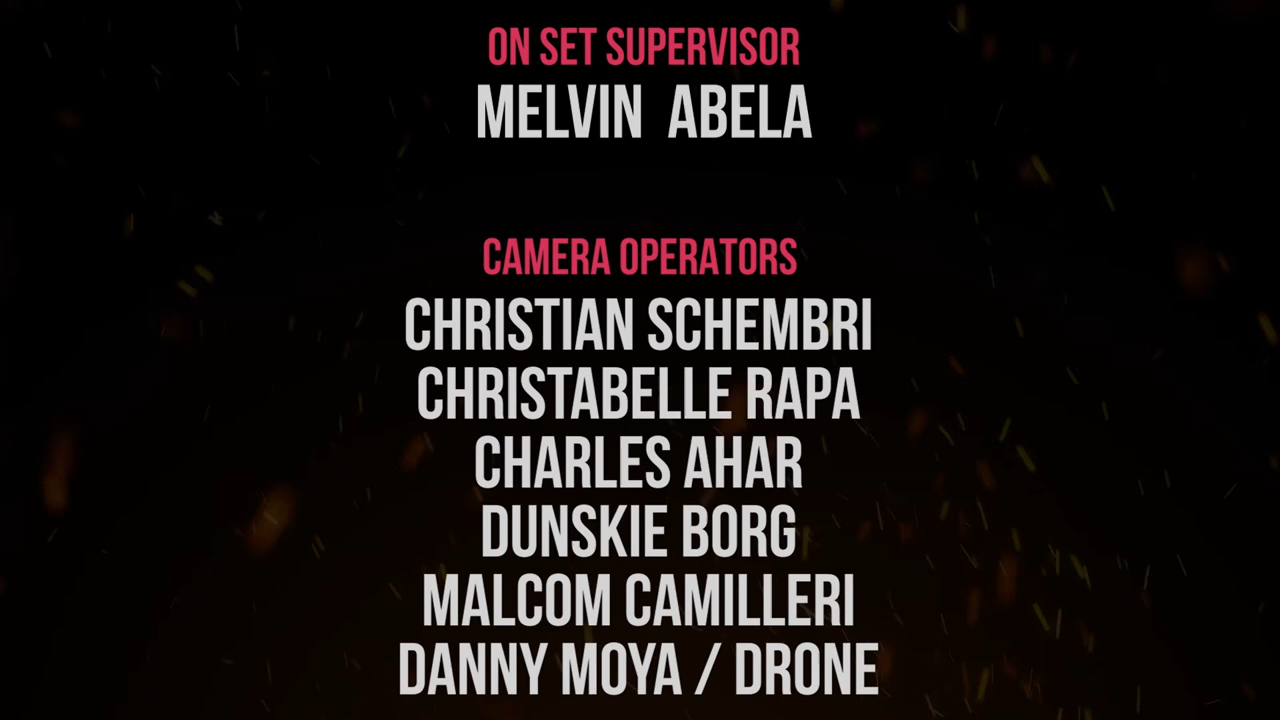 ON SET SUPERVISOR
MELVIN ABELA
CAMERA OPERATORS
CHRISTIAN SCHEMBRI
CHRISTABELLE RAPA
CHARLES AHAR
DUNSKIE BORG
MALCOM CAMILLERI
DANNY MOYA / DRONE